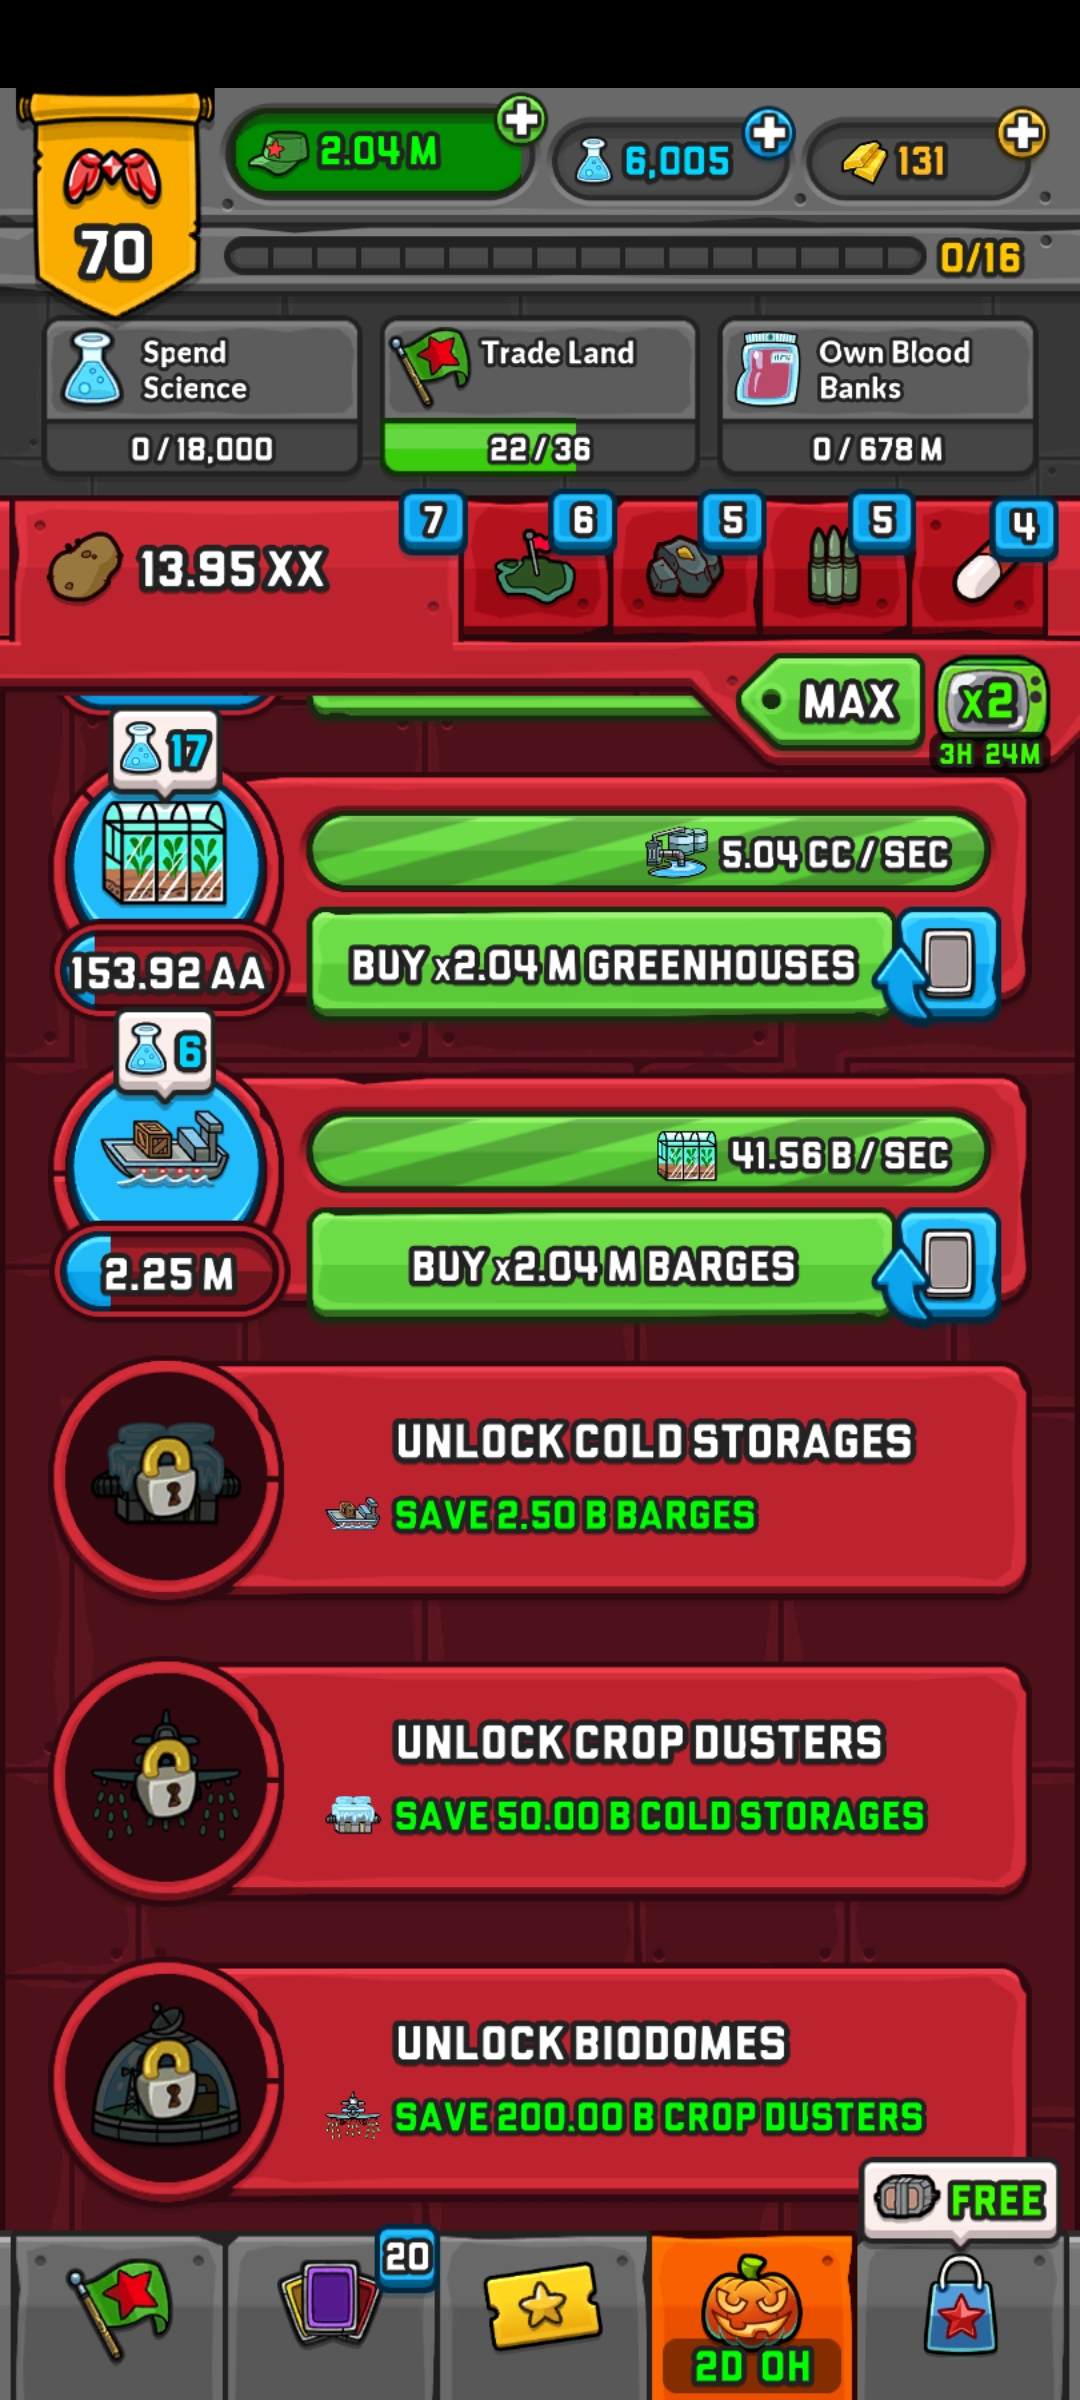 2.04 M
6,005
131
70
0/16
Spend
Science
0 / 18,000
Trade Land
22 / 36
Own Blood
Banks
0 / 678 M
13.95 XX
7
6
5
5
4
MAX
x2
3H 24M
17
5.04 CC / SEC
153.92 AA
BUY x2.04 M GREENHOUSES
6
41.56 B / SEC
2.25 M
BUY x2.04 M BARGES
UNLOCK COLD STORAGES
SAVE 2.50 B BARGES
UNLOCK CROP DUSTERS
SAVE 50.00 B COLD STORAGES
UNLOCK BIODOMES
SAVE 200.00 B CROP DUSTERS
FREE
20
2D 0H